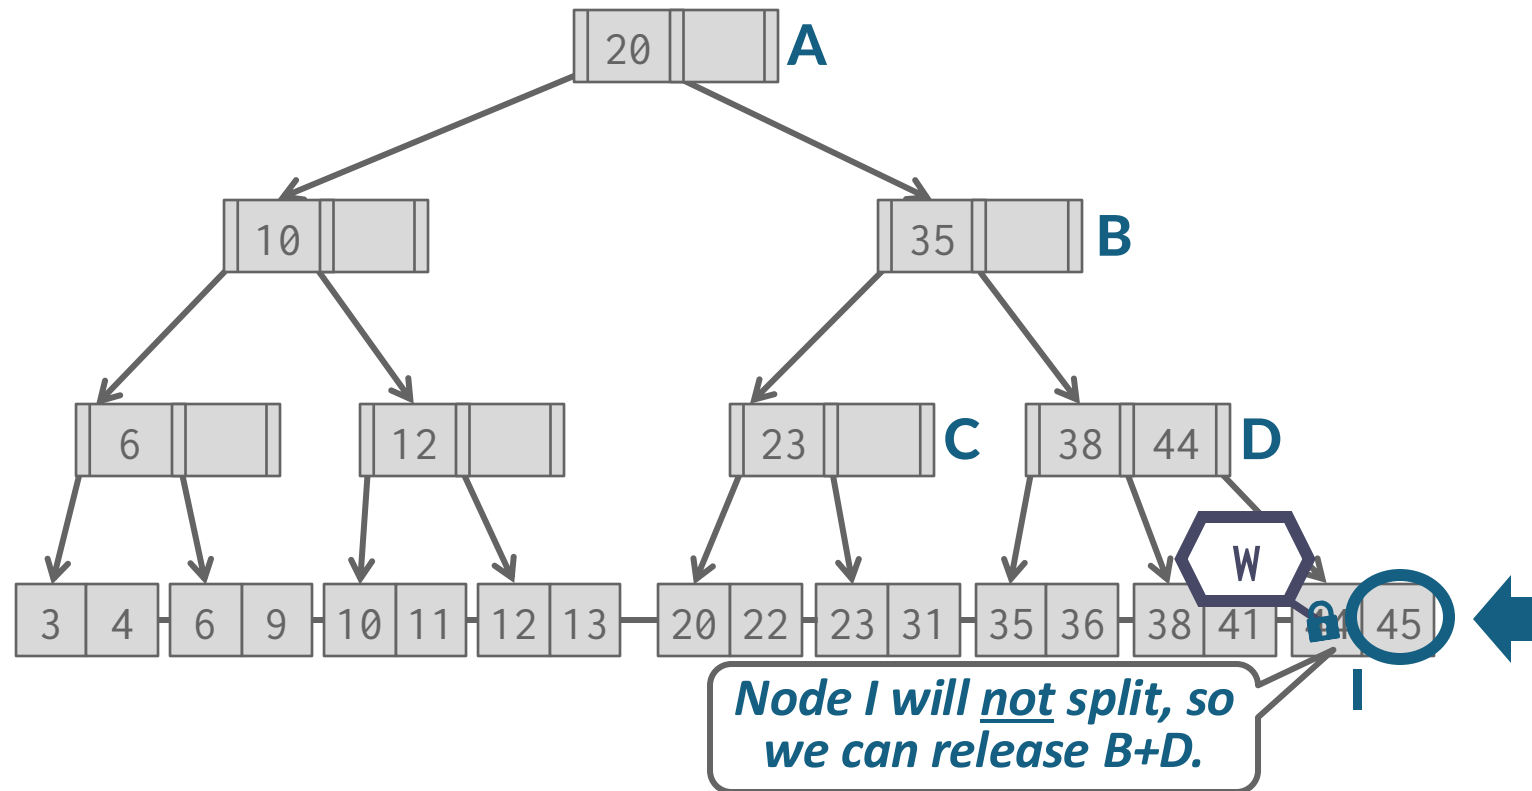 20 A
10 35 B
6 12 23 C 38 44 D
W
3 4 6 9 10 11 12 13 20 22 23 31 35 36 38 41 44 45
I
Node I will not split, so
we can release B+D.